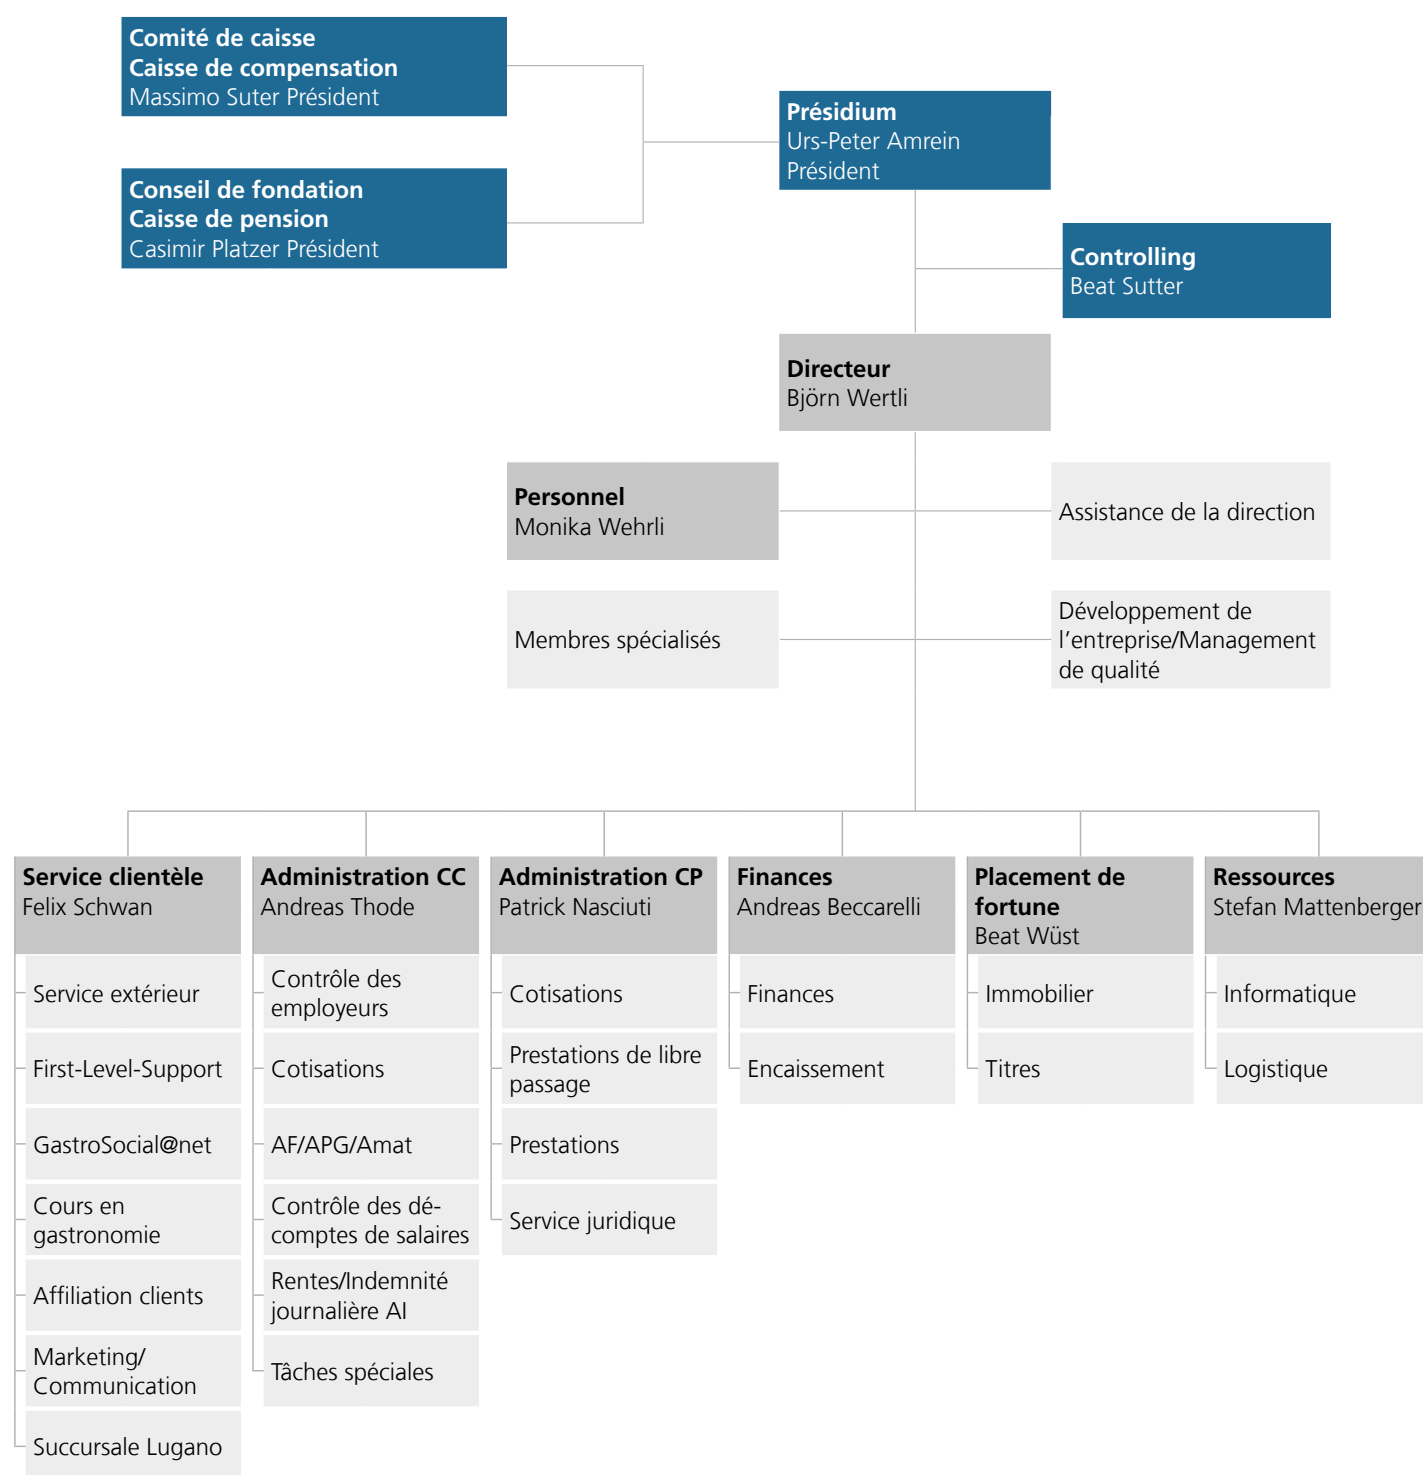 Comité de caisse
Caisse de compensation
Massimo Suter Président
Présidium
Urs-Peter Amrein
Président
Conseil de fondation
Caisse de pension
Casimir Platzer Président
Controlling
Beat Sutter
Directeur
Björn Wertli
Personnel
Monika Wehrli
Assistance de la direction
Membres spécialisés
Développement de
l'entreprise/Management
de qualité
Service clientèle
Felix Schwan
Service extérieur
First-Level-Support
GastroSocial@net
Cours en
gastronomie
Affiliation clients
Marketing/
Communication
Succursale Lugano
Administration CC
Andreas Thode
Contrôle des
employeurs
Cotisations
AF/APG/Amat
Contrôle des dé-
comptes de salaires
Rentes/Indemnité
journalière AI
Tâches spéciales
Administration CP
Patrick Nasciuti
Cotisations
Prestations de libre
passage
Prestations
Service juridique
Finances
Andreas Beccarelli
Finances
Encaissement
Placement de
fortune
Beat Wüst
Immobilier
Titres
Ressources
Stefan Mattenberger
Informatique
Logistique